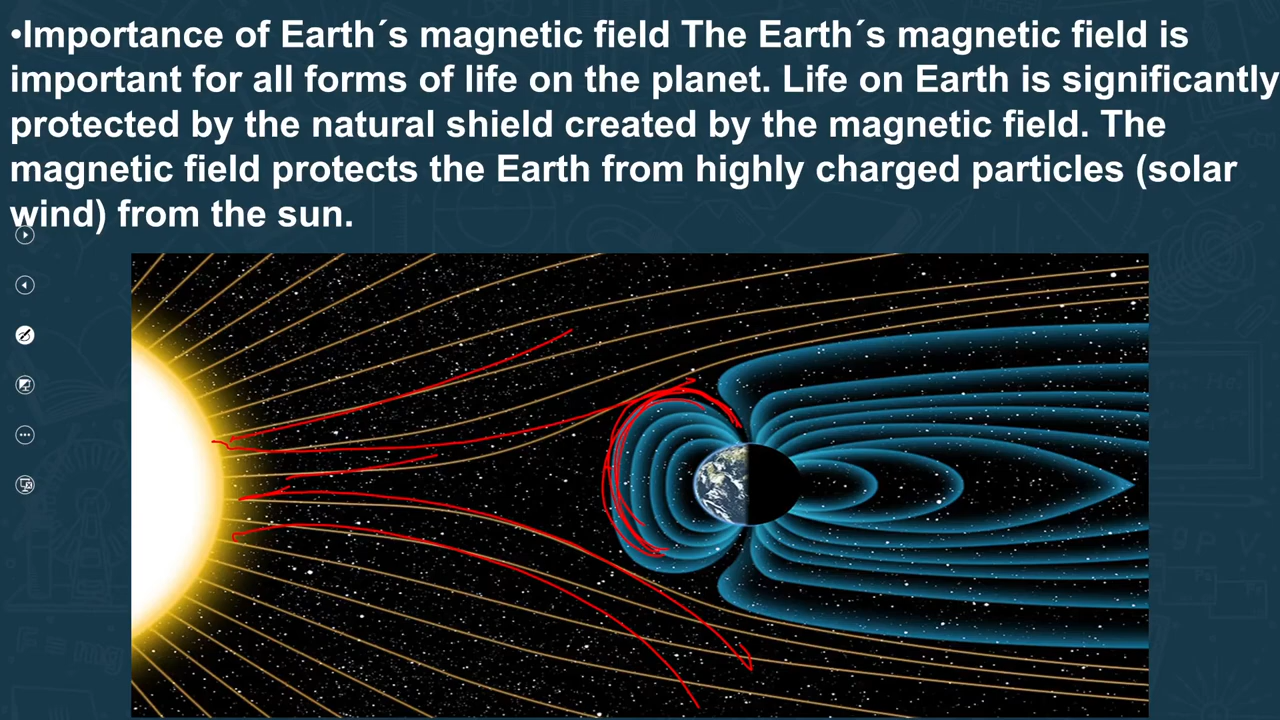 •Importance of Earth´s magnetic field The Earth´s magnetic field is
important for all forms of life on the planet. Life on Earth is significantly
protected by the natural shield created by the magnetic field. The
magnetic field protects the Earth from highly charged particles (solar
wind) from the sun.
F = mg